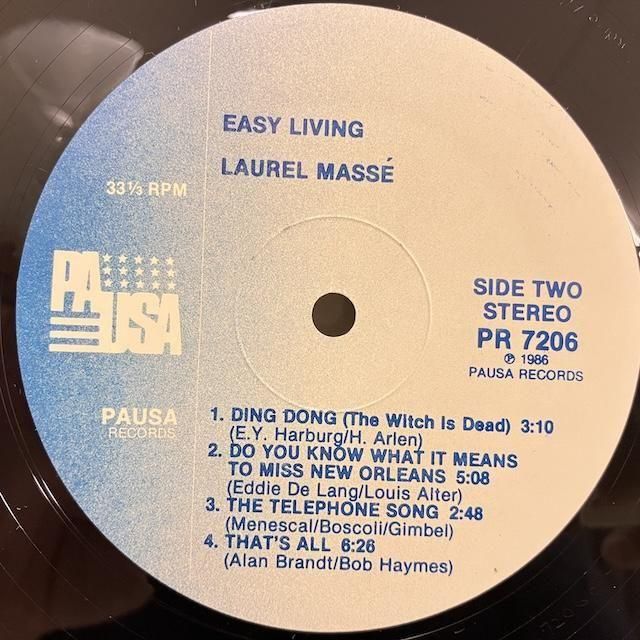 EASY LIVING
LAUREL MASSÉ
33⅓ RPM
PAUSA
SIDE TWO
STEREO
PR 7206
℗ 1986
PAUSA RECORDS
PAUSA
RECORDS
1. DING DONG (The Witch Is Dead) 3:10
(E.Y. Harburg/H. Arlen)
2. DO YOU KNOW WHAT IT MEANS
TO MISS NEW ORLEANS 5:08
(Eddie De Lang/Louis Alter)
3. THE TELEPHONE SONG 2:48
(Menescal/Boscoli/Gimbel)
4. THAT'S ALL 6:26
(Alan Brandt/Bob Haymes)